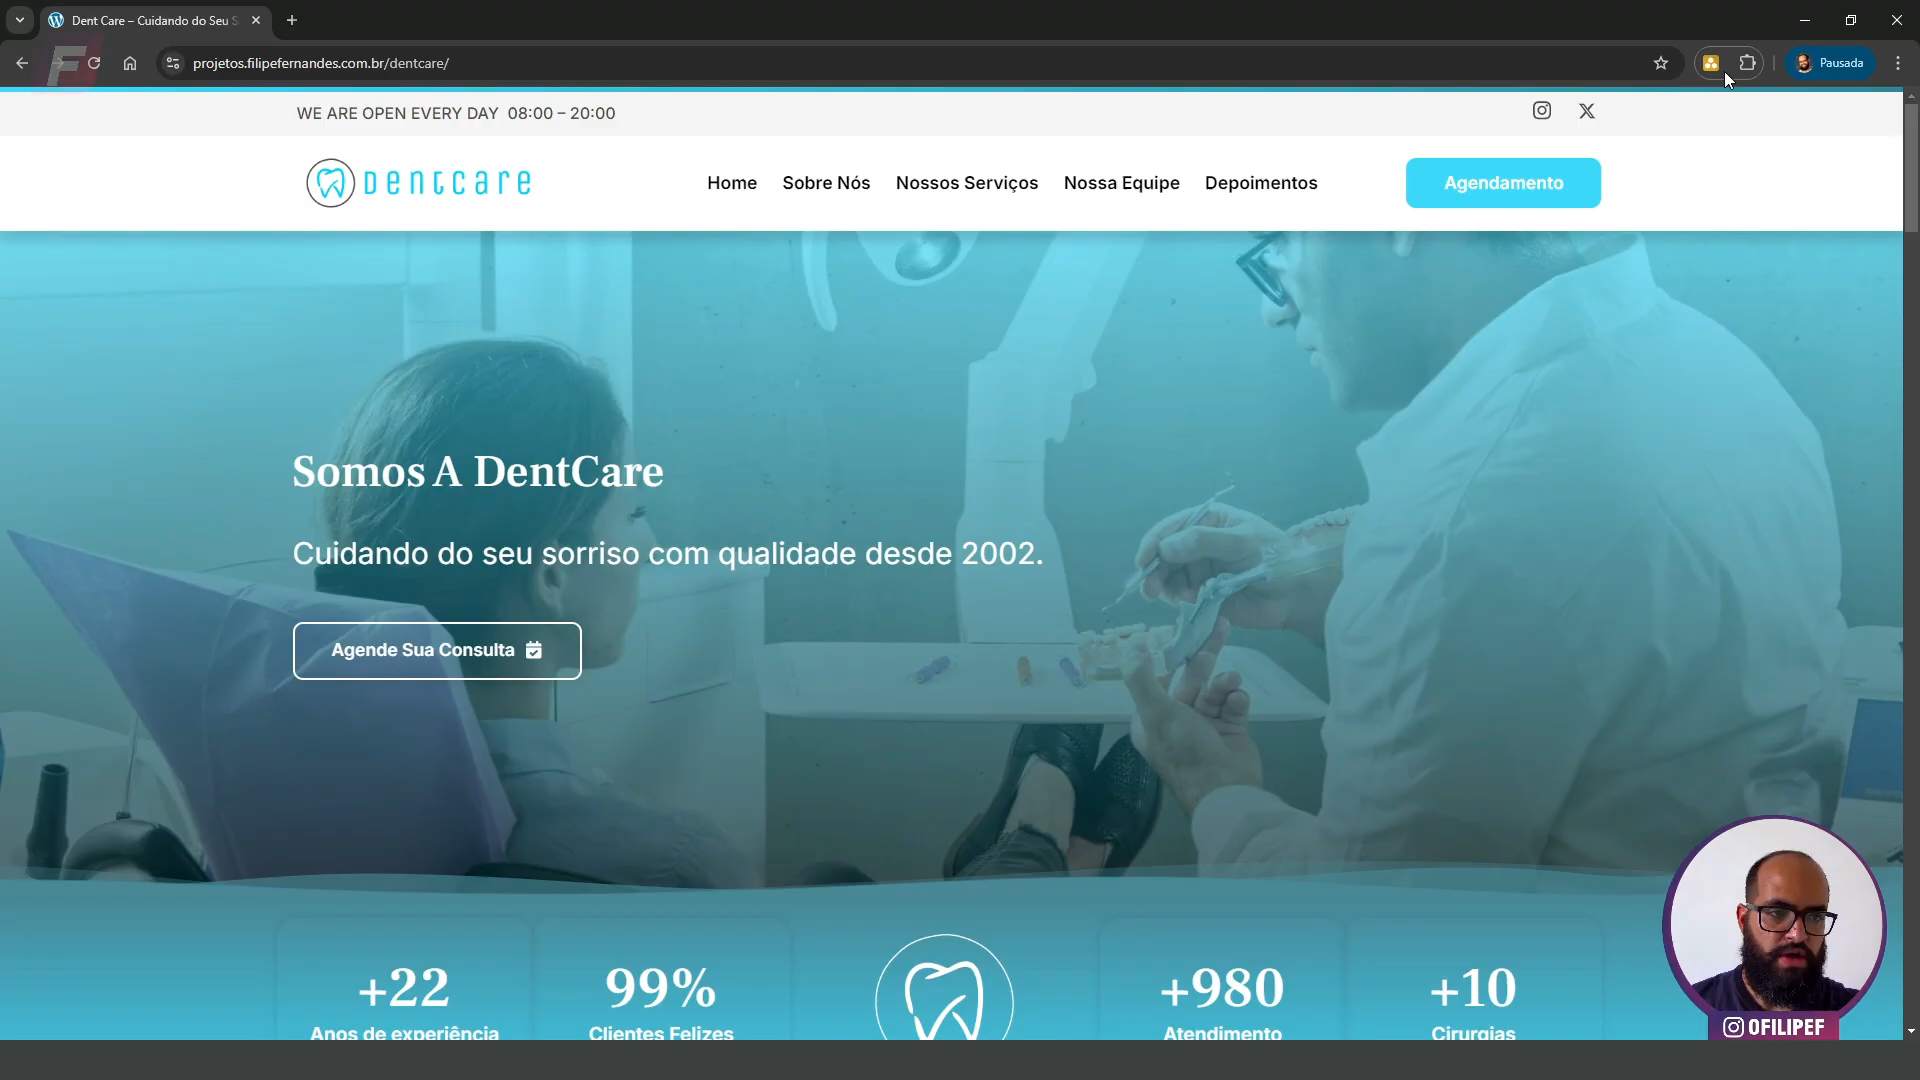 Dent Care – Cuidando do Seu S
F
projetos.filipefernandes.com.br/dentcare/
Pausada
WE ARE OPEN EVERY DAY 08:00 – 20:00
Dentcare
Home
Sobre Nós
Nossos Serviços
Nossa Equipe
Depoimentos
Agendamento
Somos A DentCare
Cuidando do seu sorriso com qualidade desde 2002.
Agende Sua Consulta
+22
99%
+980
+10
Anos de experiência
Clientes Felizes
Atendimento
Cirurgias
OFILIPEF